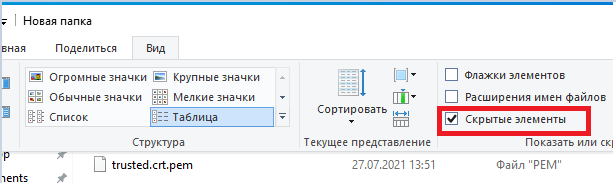 Новая папка
Поделиться Вид
Огромные значки Крупные значки
Обычные значки Мелкие значки
Список Таблица
Структура
Сортировать
Текущее представление
Флажки элементов
Расширения имен файлов
Скрытые элементы
Показать или скр
trusted.crt.pem 27.07.2021 13:51 Файл "PEM"
ments